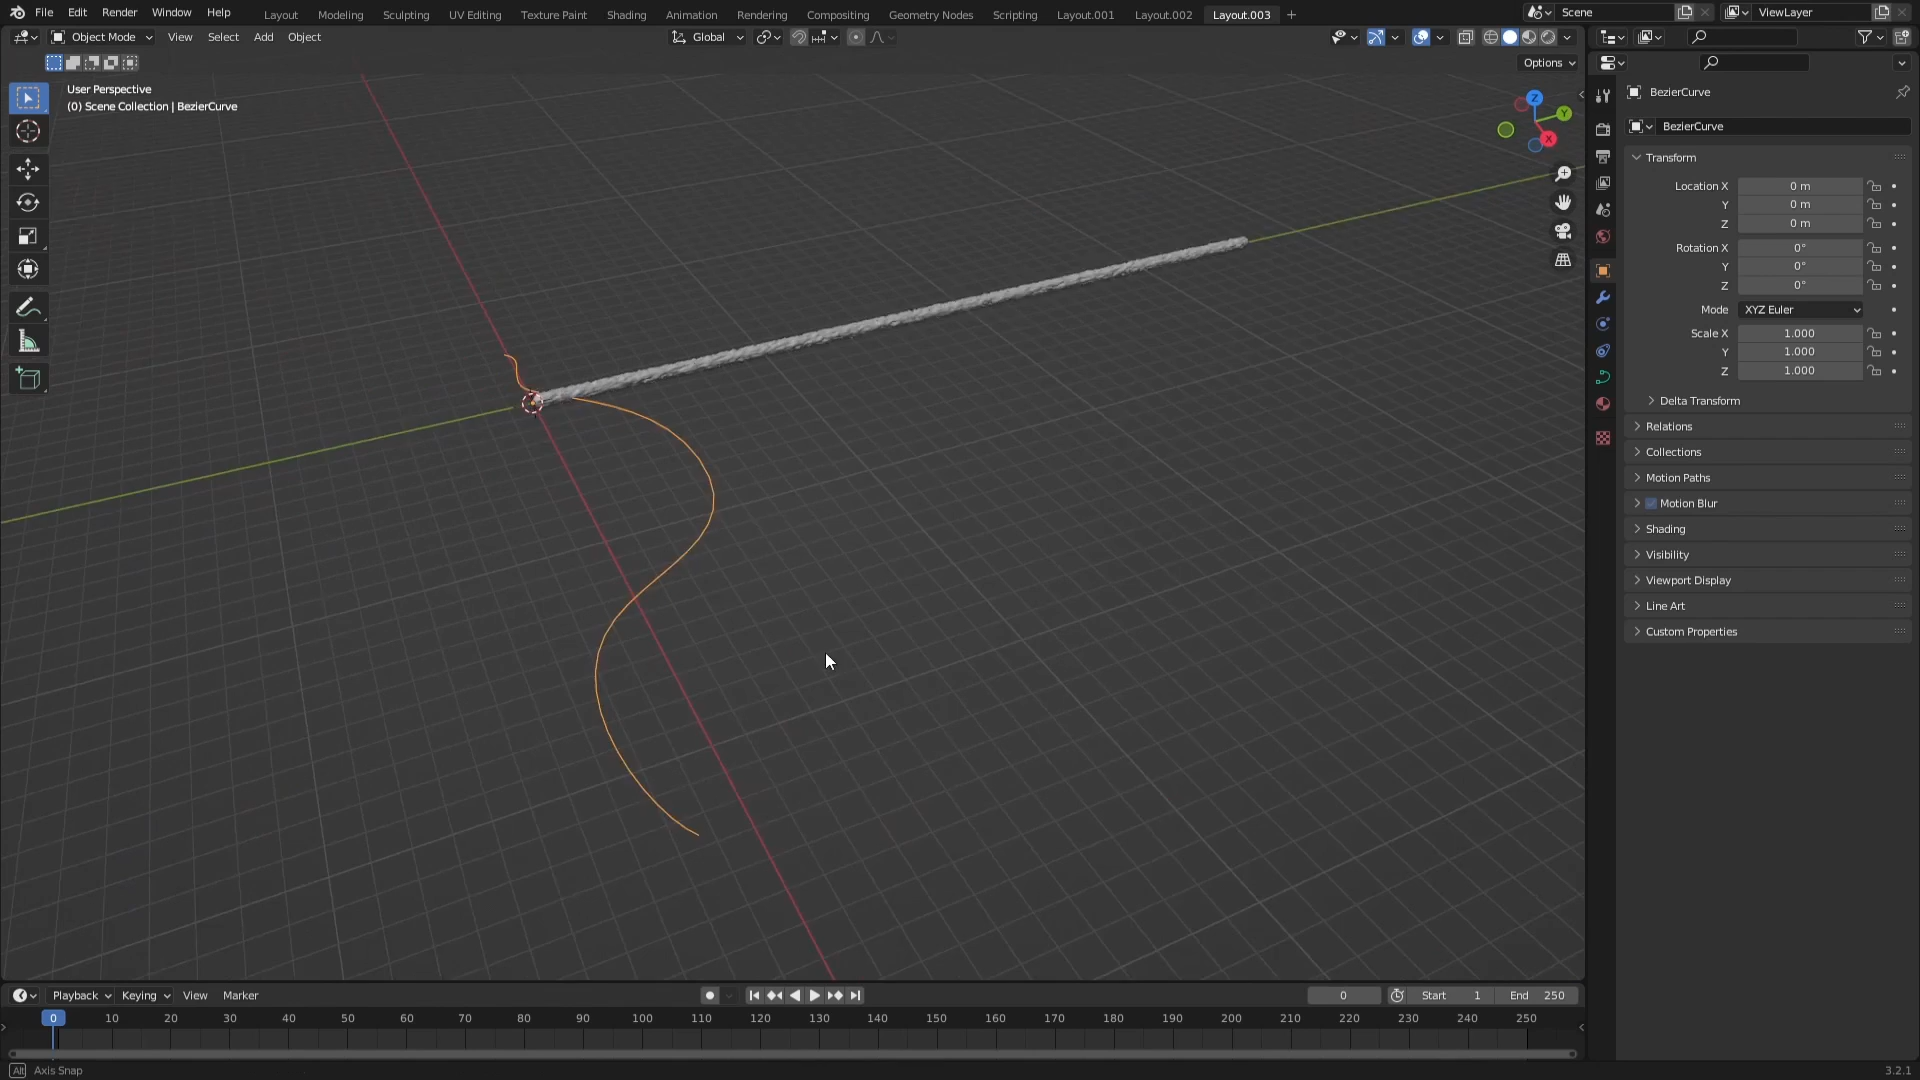 File Edit Render Window Help Layout Modeling Sculpting UV Editing Texture Paint Shading Animation Rendering Compositing Geometry Nodes Scripting Layout.001 Layout.002 Layout.003 + Scene ViewLayer
Object Mode View Select Add Object Global
Options
User Perspective
(0) Scene Collection | BezierCurve
Z
Y
X
BezierCurve
BezierCurve
Transform
Location X 0 m
Y 0 m
Z 0 m
Rotation X 0°
Y 0°
Z 0°
Mode XYZ Euler
Scale X 1.000
Y 1.000
Z 1.000
Delta Transform
Relations
Collections
Motion Paths
Motion Blur
Shading
Visibility
Viewport Display
Line Art
Custom Properties
Playback Keying View Marker 0 Start 1 End 250
0 10 20 30 40 50 60 70 80 90 100 110 120 130 140 150 160 170 180 190 200 210 220 230 240 250
Alt Axis Snap 3.2.1